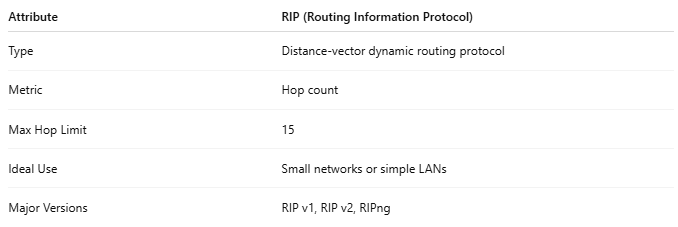 Attribute RIP (Routing Information Protocol)
Type Distance-vector dynamic routing protocol
Metric Hop count
Max Hop Limit 15
Ideal Use Small networks or simple LANs
Major Versions RIP v1, RIP v2, RIPng